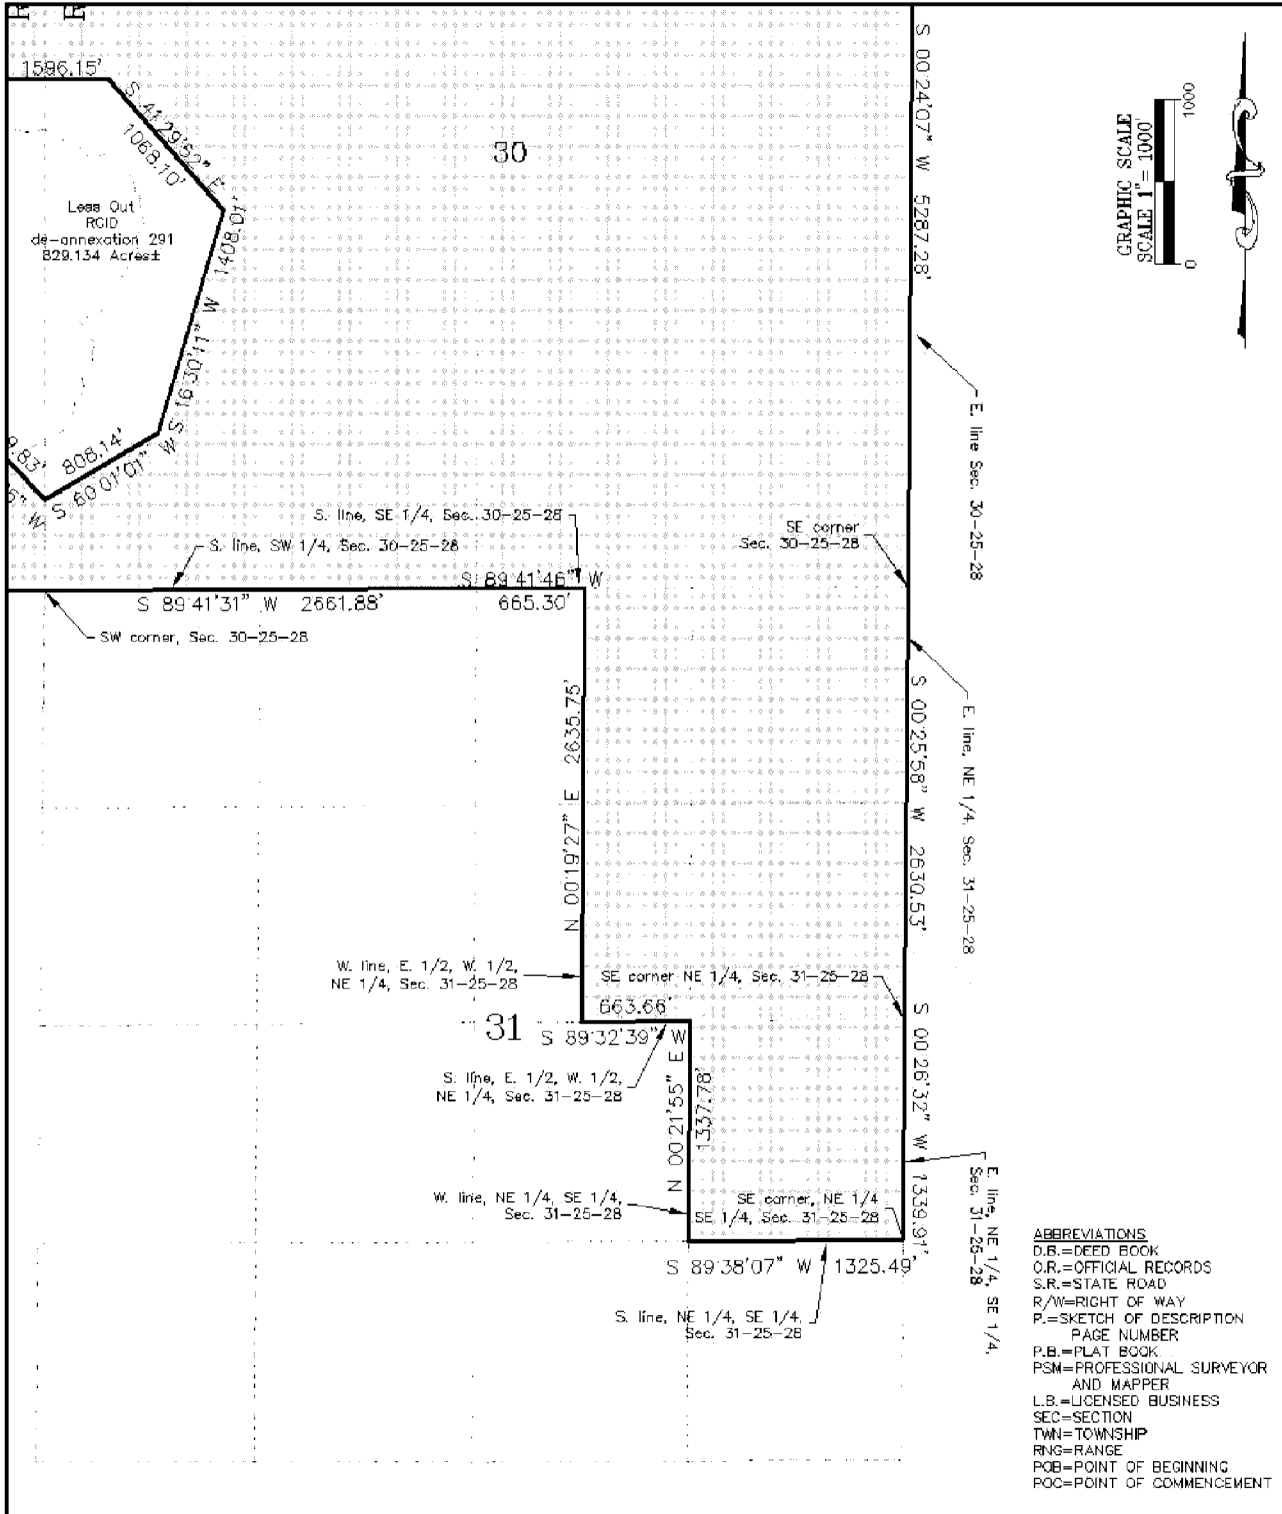 1596.15'
S 41°29'52" E
1068.10'
30
Less Out
RCID
de-annexation 291
829.134 Acres±
1408.01'
S 16°30'11" W
808.14'
S 60°01'01" W
9.83'
W
S 00°24'07" W 5287.28'
GRAPHIC SCALE
SCALE 1" = 1000'
0
1000
E. line Sec. 30-25-28
S. line, SE 1/4, Sec. 30-25-28
S. line, SW 1/4, Sec. 30-25-28
SE corner
Sec. 30-25-28
S 89°41'46" W
665.30'
S 89°41'31" W 2661.88'
SW corner, Sec. 30-25-28
N 00°19'27" E 2635.75'
S 00°25'58" W 2630.53'
E. line, NE 1/4, Sec. 31-25-28
W. line, E. 1/2, W. 1/2,
NE 1/4, Sec. 31-25-28
SE corner NE 1/4, Sec. 31-25-28
663.66'
31
S 89°32'39" W
S. line, E. 1/2, W. 1/2,
NE 1/4, Sec. 31-25-28
N 00°21'55" E
1337.78'
S 00°26'32" W 1339.91'
W. line, NE 1/4, SE 1/4,
Sec. 31-25-28
SE corner, NE 1/4
SE 1/4, Sec. 31-25-28
E. line, NE 1/4, SE 1/4,
Sec. 31-25-28
S 89°38'07" W 1325.49'
S. line, NE 1/4, SE 1/4,
Sec. 31-25-28
ABBREVIATIONS
D.B.=DEED BOOK
O.R.=OFFICIAL RECORDS
S.R.=STATE ROAD
R/W=RIGHT OF WAY
P.=SKETCH OF DESCRIPTION
PAGE NUMBER
P.B.=PLAT BOOK
PSM=PROFESSIONAL SURVEYOR
AND MAPPER
L.B.=LICENSED BUSINESS
SEC=SECTION
TWN=TOWNSHIP
RNG=RANGE
POB=POINT OF BEGINNING
POC=POINT OF COMMENCEMENT